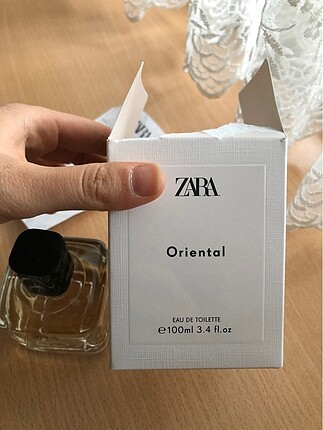 ZARA
Oriental
EAU DE TOILETTE
℮100ml 3.4 fl.oz